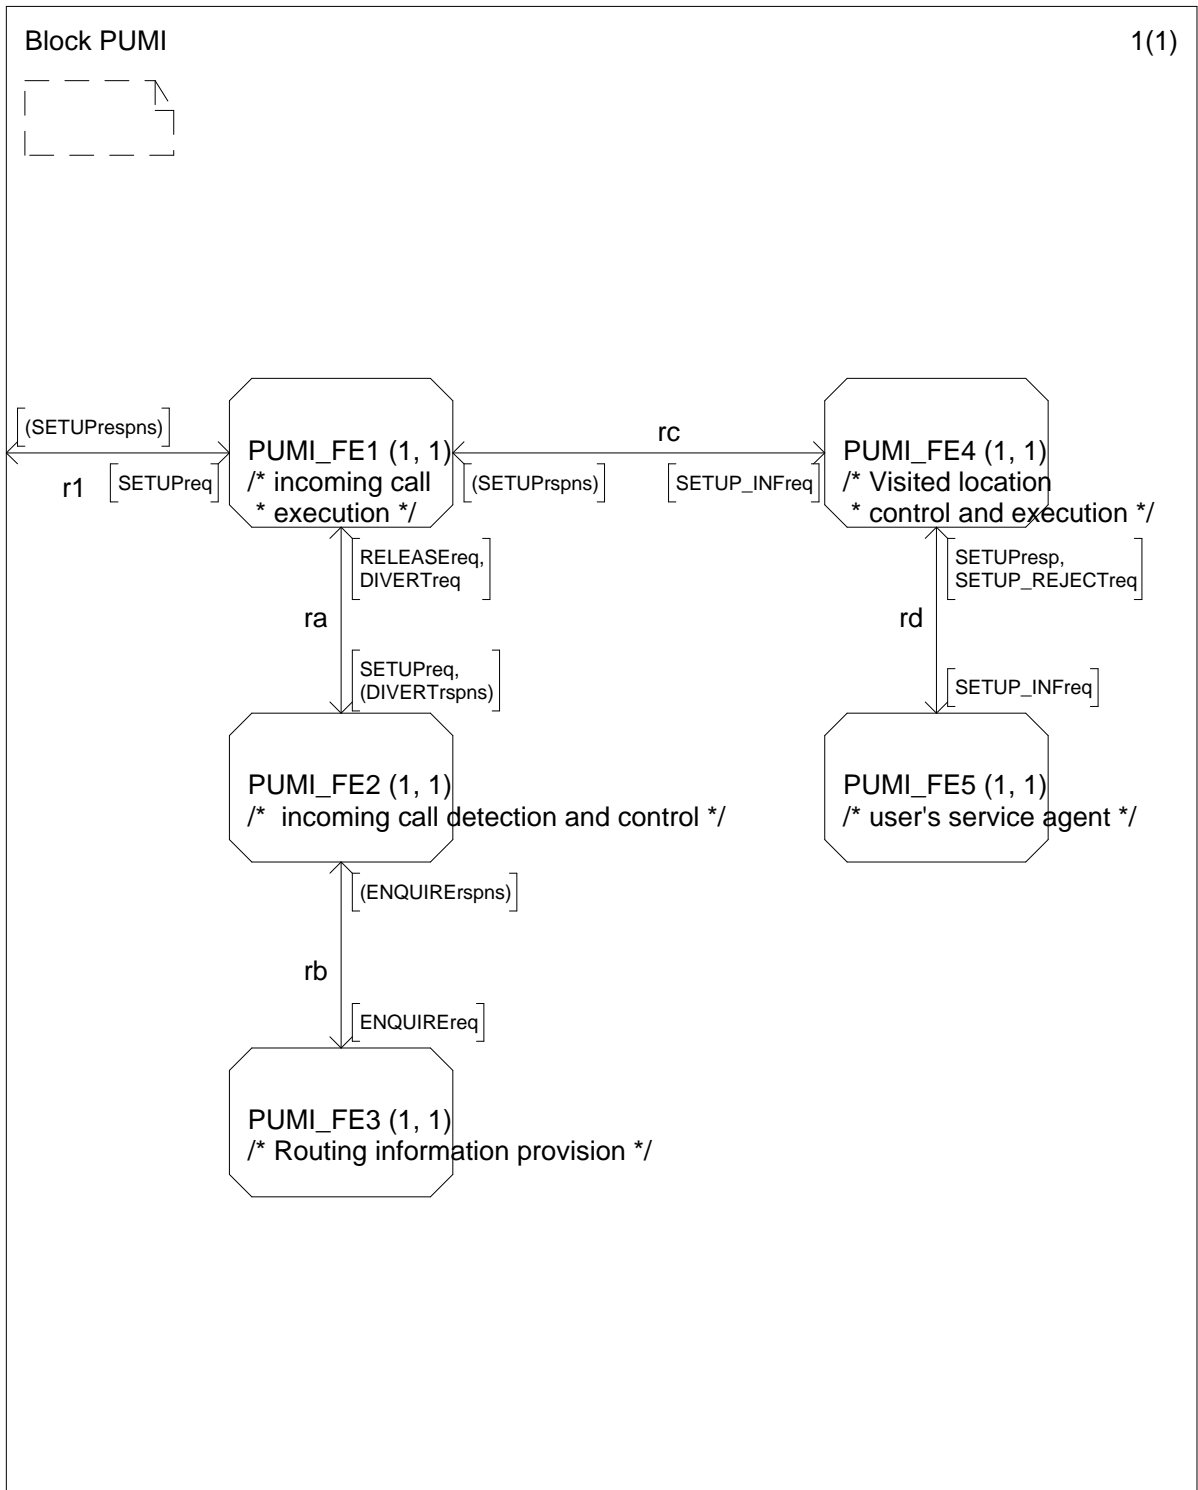 Block PUMI
1(1)
(SETUPrespns)
r1
SETUPreq
PUMI_FE1 (1, 1)
/* incoming call
* execution */
rc
(SETUPrspns)
SETUP_INFreq
PUMI_FE4 (1, 1)
/* Visited location
* control and execution */
RELEASEreq,
DIVERTreq
ra
SETUPreq,
(DIVERTrspns)
SETUPresp,
SETUP_REJECTreq
rd
SETUP_INFreq
PUMI_FE2 (1, 1)
/* incoming call detection and control */
PUMI_FE5 (1, 1)
/* user's service agent */
(ENQUIRErspns)
rb
ENQUIREreq
PUMI_FE3 (1, 1)
/* Routing information provision */